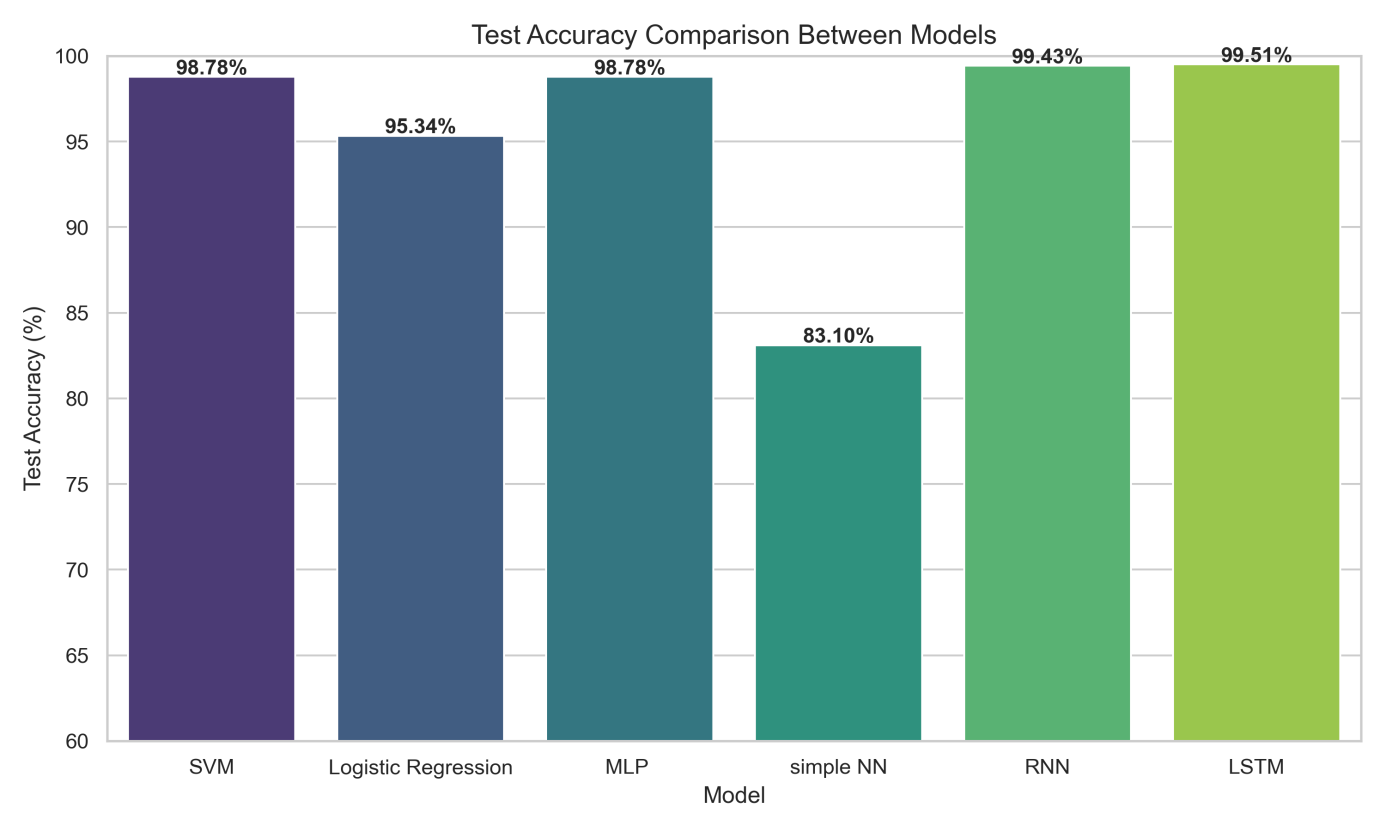 Test Accuracy Comparison Between Models
Test Accuracy (%)
100
95
90
85
80
75
70
65
60
98.78%
95.34%
98.78%
83.10%
99.43%
99.51%
SVM
Logistic Regression
MLP
simple NN
RNN
LSTM
Model